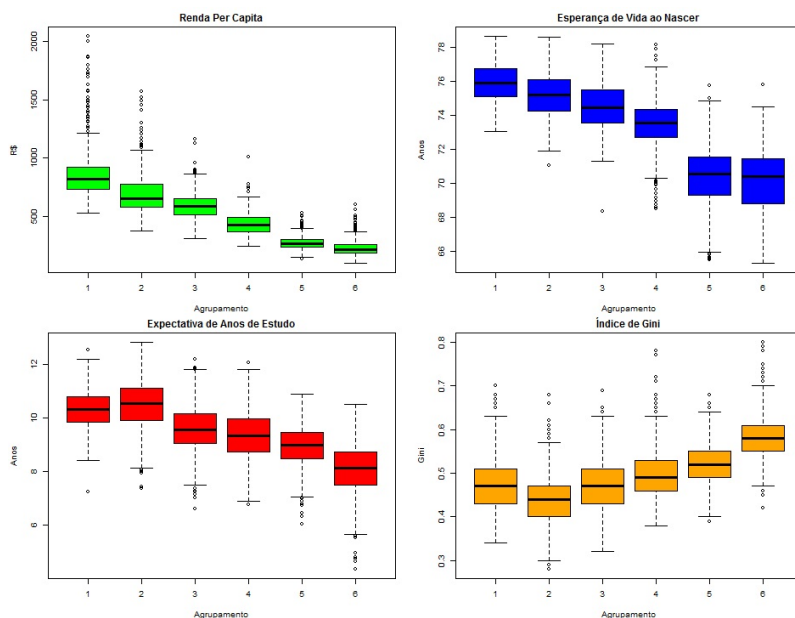 Renda Per Capita
R$
2000
1500
1000
500
1 2 3 4 5 6
Agrupamento
Esperança de Vida ao Nascer
Anos
78
76
74
72
70
68
66
1 2 3 4 5 6
Agrupamento
Expectativa de Anos de Estudo
Anos
12
10
8
6
1 2 3 4 5 6
Agrupamento
Índice de Gini
Gini
0.8
0.7
0.6
0.5
0.4
0.3
1 2 3 4 5 6
Agrupamento